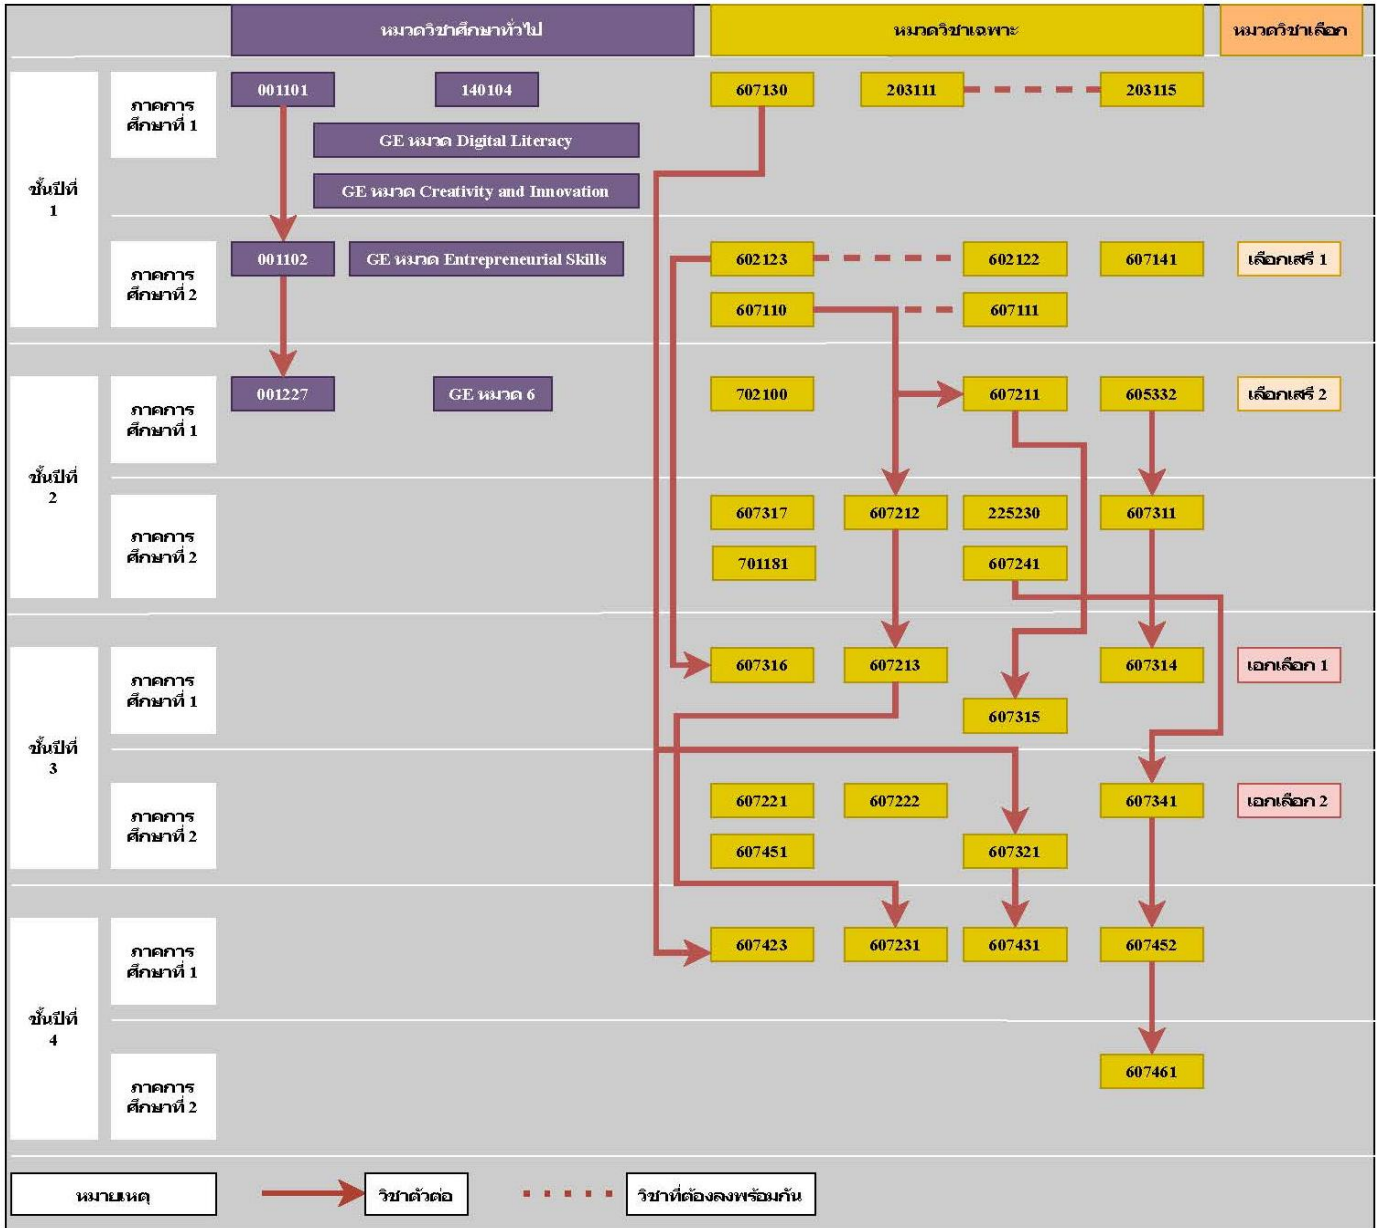 หมวดวิชาศึกษาทั่วไป
หมวดวิชาเฉพาะ
หมวดวิชาเลือก
ชั้นปีที่
1
ภาคการ
ศึกษาที่ 1
001101
140104
607130
203111
203115
GE หมวด Digital Literacy
GE หมวด Creativity and Innovation
ภาคการ
ศึกษาที่ 2
001102
GE หมวด Entrepreneurial Skills
602123
602122
607141
เลือกเสรี 1
607110
607111
ชั้นปีที่
2
ภาคการ
ศึกษาที่ 1
001227
GE หมวด 6
702100
607211
605332
เลือกเสรี 2
ภาคการ
ศึกษาที่ 2
607317
607212
225230
607311
701181
607241
ชั้นปีที่
3
ภาคการ
ศึกษาที่ 1
607316
607213
607314
เอกเลือก 1
607315
ภาคการ
ศึกษาที่ 2
607221
607222
607341
เอกเลือก 2
607451
607321
ชั้นปีที่
4
ภาคการ
ศึกษาที่ 1
607423
607231
607431
607452
ภาคการ
ศึกษาที่ 2
607461
หมายเหตุ
วิชาตัวต่อ
วิชาที่ต้องลงพร้อมกัน